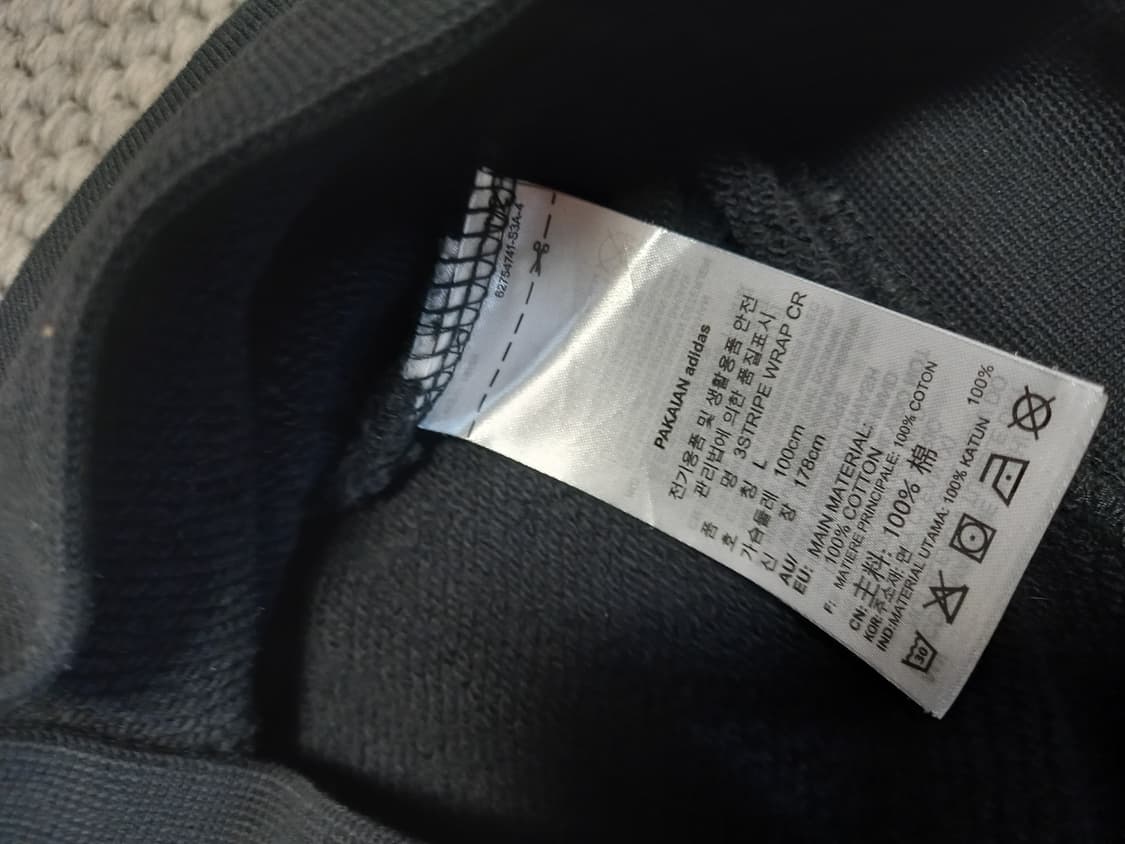 62754741-S3A-4
PAKAIAN adidas
전기용품 및 생활용품 안전
관리법에 의한 품질표시
품 명 3STRIPE WRAP CR
호 칭 L
가슴둘레 100cm
신 장 178cm
AU/
EU: MAIN MATERIAL:
100% COTTON
F: MATIERE PRINCIPALE: 100% COTON
CN: 主料: 100% 棉
KOR: 주소재: 면
IND:MATERIAL UTAMA: 100% KATUN 100%
30